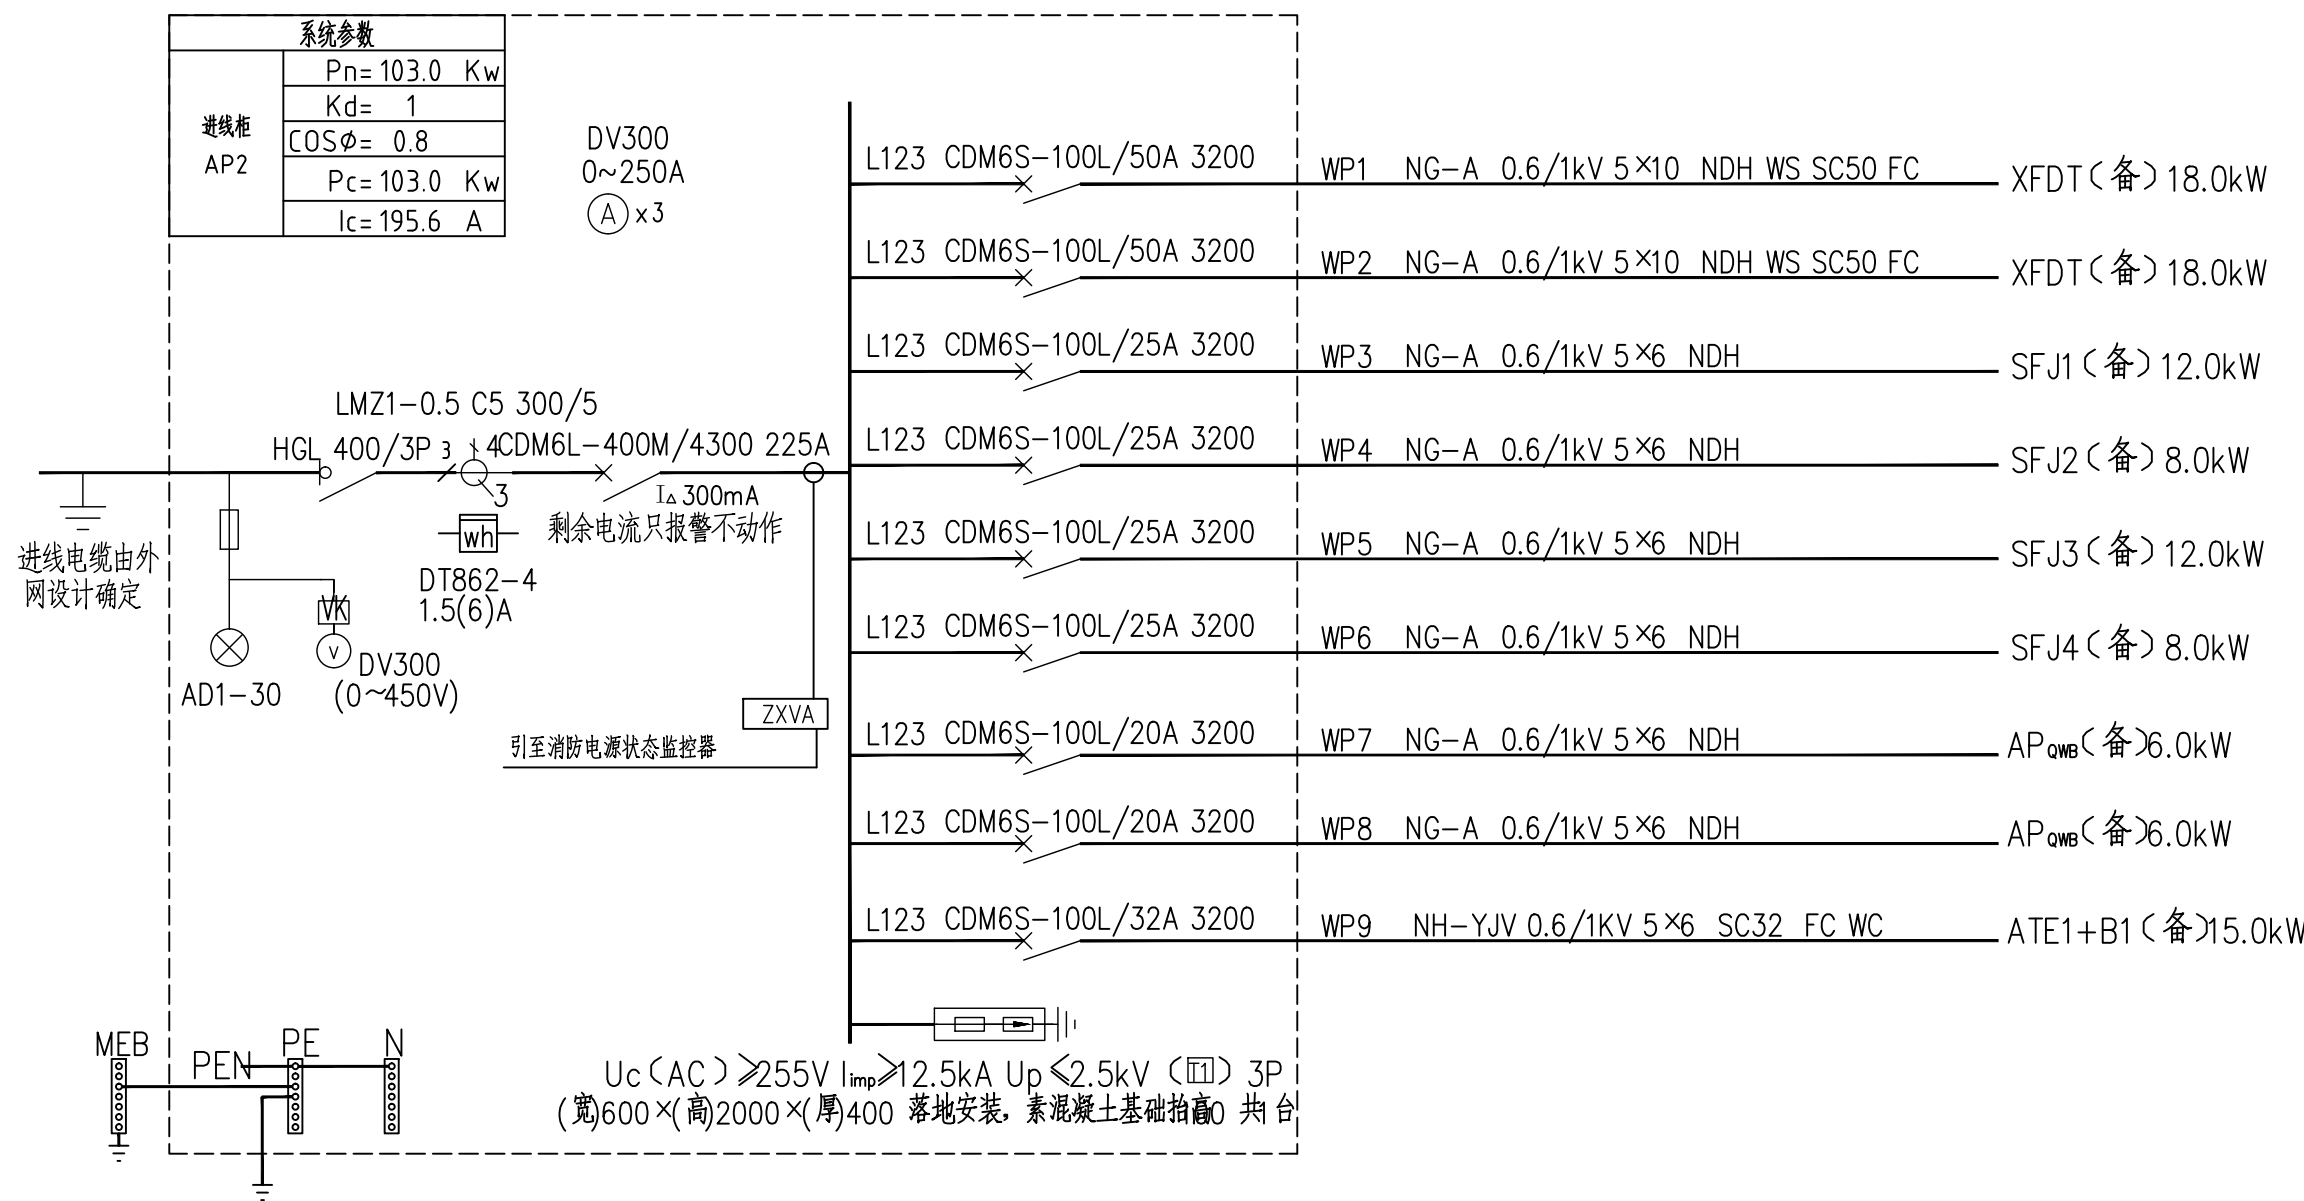 系统参数
进线柜
AP2
Pn= 103.0 Kw
Kd= 1
COSϕ= 0.8
Pc= 103.0 Kw
Ic= 195.6 A
DV300
0~250A
A x3
LMZ1-0.5 C5 300/5
HGL 400/3P 3 4 CDM6L-400M/4300 225A
3
I△300mA
剩余电流只报警不动作
进线电缆由外
网设计确定
wh
DT862-4
1.5(6)A
VK
V
DV300
(0~450V)
AD1-30
ZXVA
引至消防电源状态监控器
L123 CDM6S-100L/50A 3200 WP1 NG-A 0.6/1kV 5×10 NDH WS SC50 FC XFDT(备)18.0kW
L123 CDM6S-100L/50A 3200 WP2 NG-A 0.6/1kV 5×10 NDH WS SC50 FC XFDT(备)18.0kW
L123 CDM6S-100L/25A 3200 WP3 NG-A 0.6/1kV 5×6 NDH SFJ1(备)12.0kW
L123 CDM6S-100L/25A 3200 WP4 NG-A 0.6/1kV 5×6 NDH SFJ2(备)8.0kW
L123 CDM6S-100L/25A 3200 WP5 NG-A 0.6/1kV 5×6 NDH SFJ3(备)12.0kW
L123 CDM6S-100L/25A 3200 WP6 NG-A 0.6/1kV 5×6 NDH SFJ4(备)8.0kW
L123 CDM6S-100L/20A 3200 WP7 NG-A 0.6/1kV 5×6 NDH APQWB(备)6.0kW
L123 CDM6S-100L/20A 3200 WP8 NG-A 0.6/1kV 5×6 NDH APQWB(备)6.0kW
L123 CDM6S-100L/32A 3200 WP9 NH-YJV 0.6/1KV 5×6 SC32 FC WC ATE1+B1(备)15.0kW
MEB PEN PE N
Uc(AC)≥255V Iimp≥12.5kA Up≤2.5kV (T1) 3P
(宽)600×(高)2000×(厚)400 落地安装，素混凝土基础抬高100 共1台